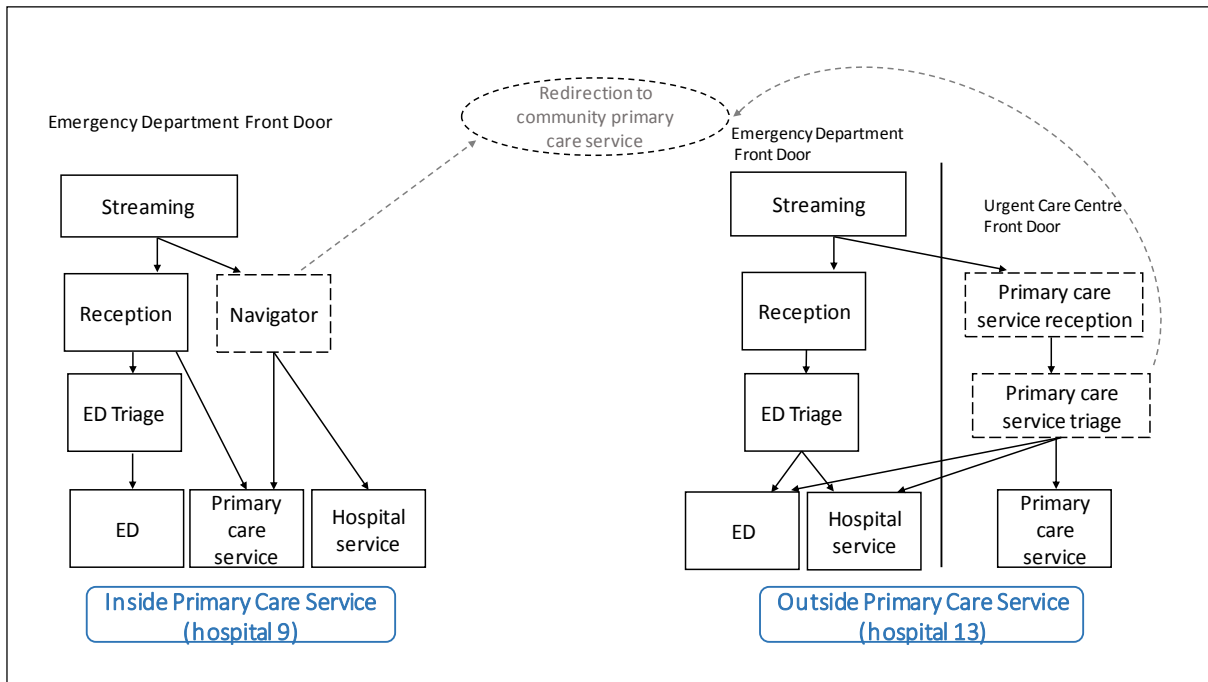 Emergency Department Front Door
Streaming
Reception
Navigator
ED Triage
ED
Primary
care
service
Hospital
service
Inside Primary Care Service
(hospital 9)
Redirection to
community primary
care service
Emergency Department
Front Door
Streaming
Urgent Care Centre
Front Door
Reception
Primary care
service reception
ED Triage
Primary care
service triage
ED
Hospital
service
Primary
care
service
Outside Primary Care Service
(hospital 13)